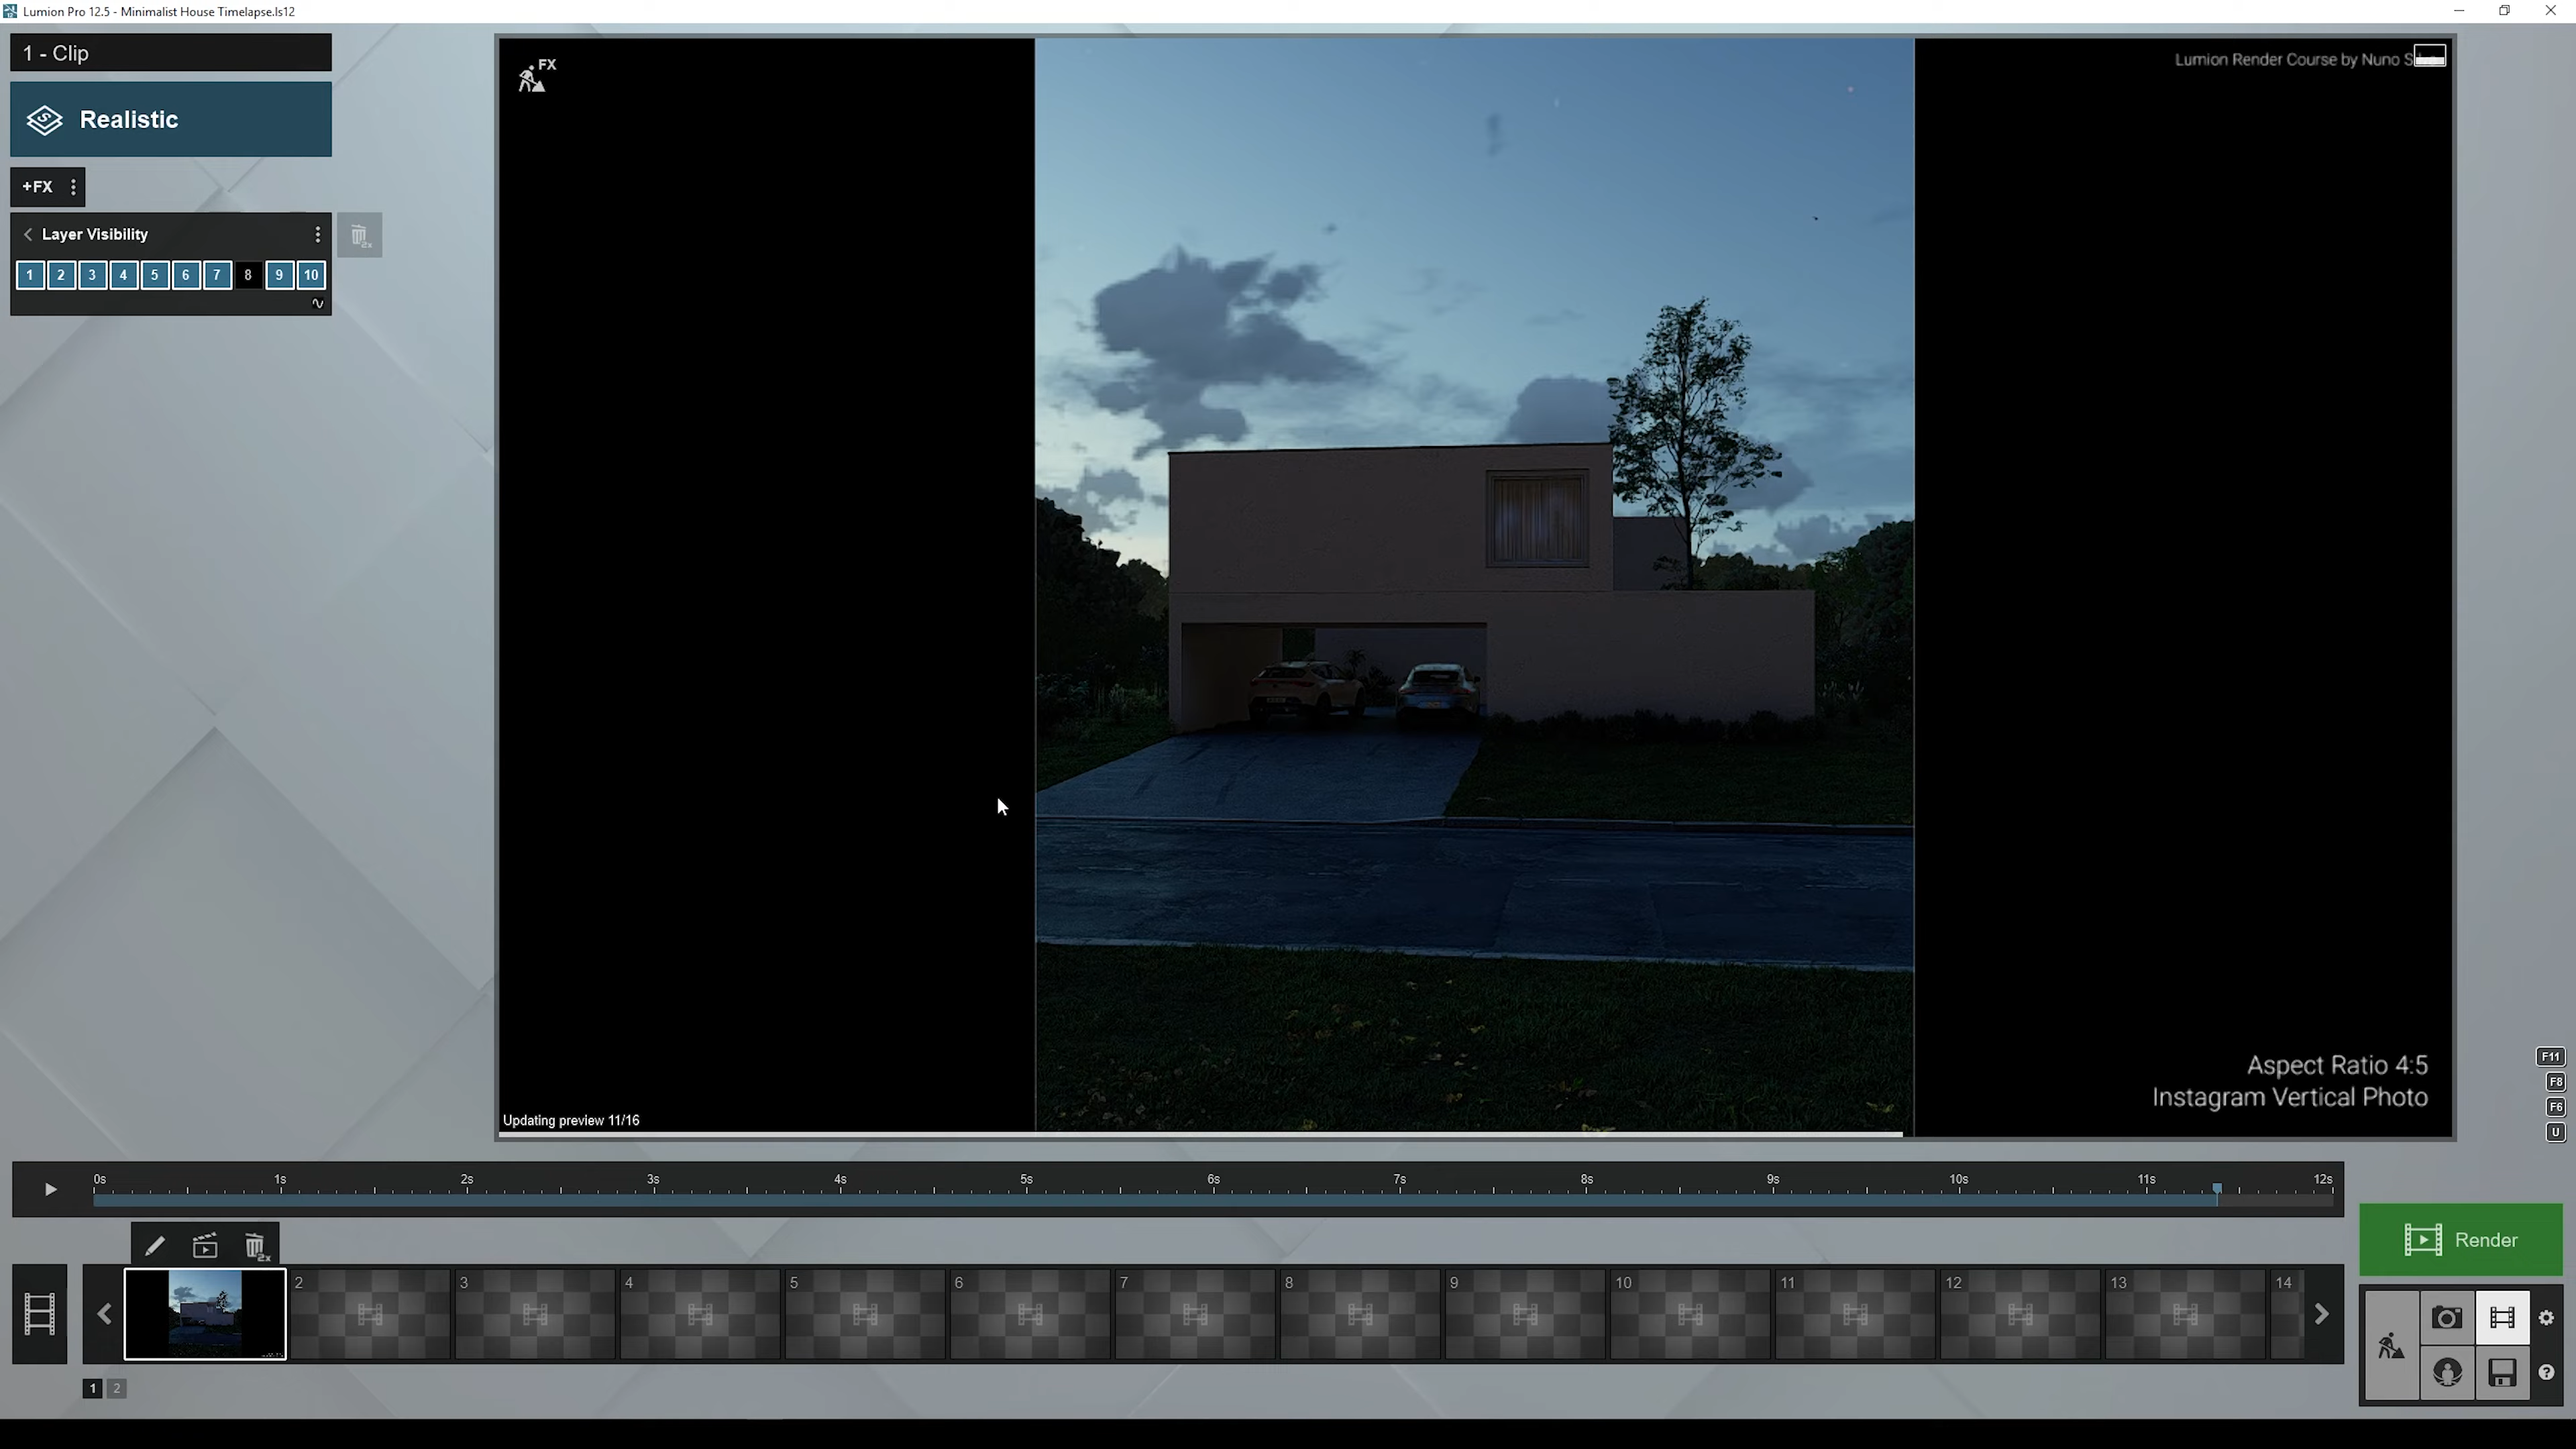 Lumion Pro 12.5 - Minimalist House Timelapse.ls12
1 - Clip
Realistic
+FX
Layer Visibility
1 2 3 4 5 6 7 8 9 10
FX
Lumion Render Course by Nuno
Aspect Ratio 4:5
Instagram Vertical Photo
Updating preview 11/16
F11
F8
F6
U
0s 1s 2s 3s 4s 5s 6s 7s 8s 9s 10s 11s 12s
2x
Render
2 3 4 5 6 7 8 9 10 11 12 13 14
1 2
?